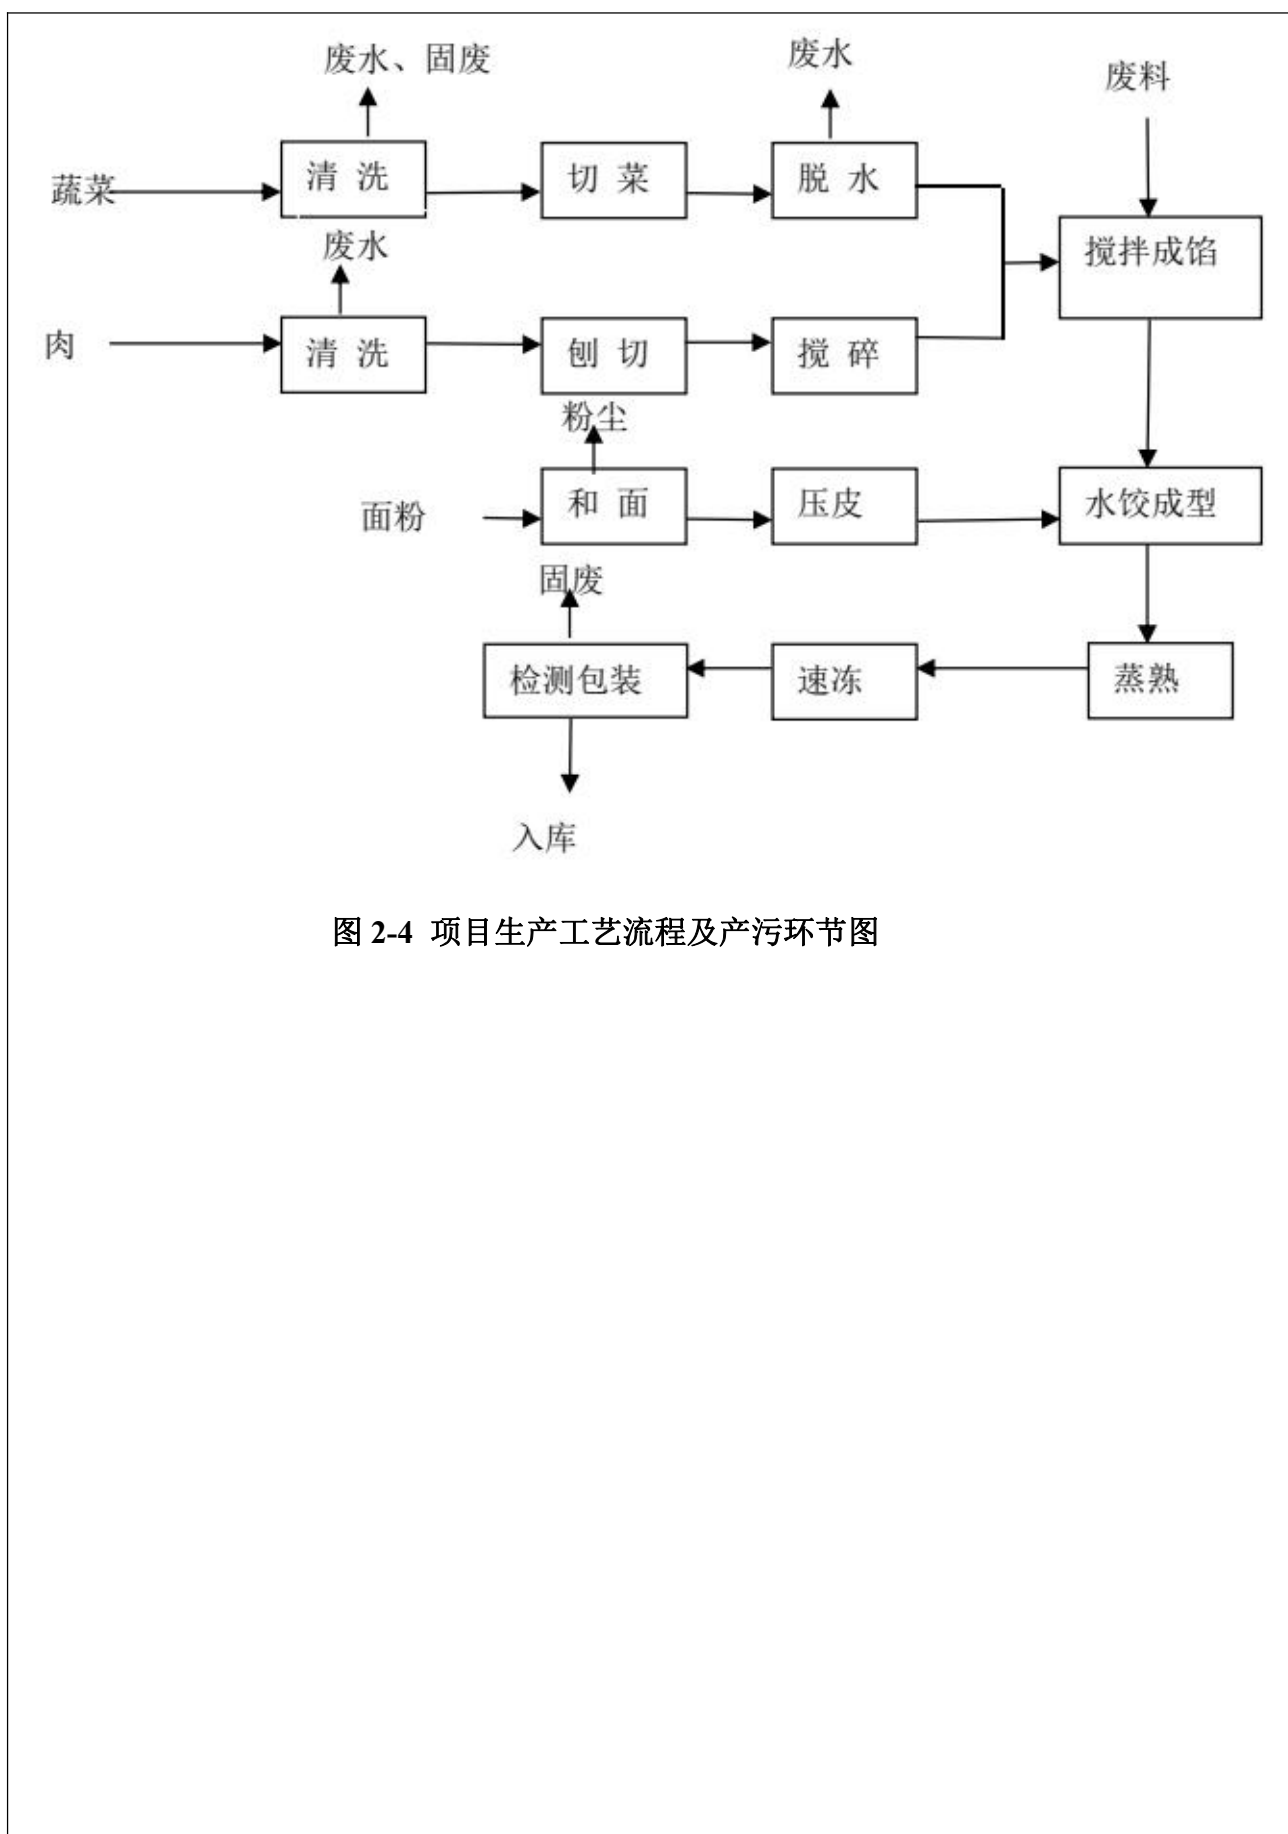 废水、固废
废水
废料
蔬菜
清 洗
切 菜
脱 水
搅拌成馅
废水
肉
清 洗
刨 切
搅 碎
粉尘
面粉
和 面
压皮
水饺成型
固废
检测包装
速冻
蒸熟
入库
图 2-4 项目生产工艺流程及产污环节图